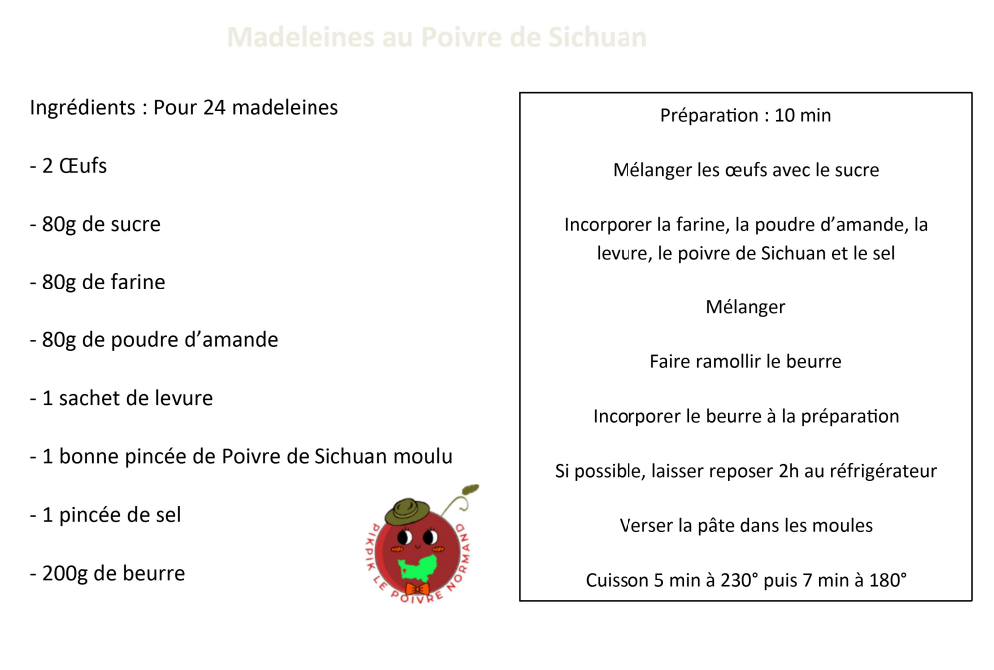 Madeleines au Poivre de Sichuan
Ingrédients : Pour 24 madeleines
- 2 Œufs
- 80g de sucre
- 80g de farine
- 80g de poudre d’amande
- 1 sachet de levure
- 1 bonne pincée de Poivre de Sichuan moulu
- 1 pincée de sel
- 200g de beurre
PIKPIK LE POIVRE NORMAND
Préparation : 10 min
Mélanger les œufs avec le sucre
Incorporer la farine, la poudre d’amande, la
levure, le poivre de Sichuan et le sel
Mélanger
Faire ramollir le beurre
Incorporer le beurre à la préparation
Si possible, laisser reposer 2h au réfrigérateur
Verser la pâte dans les moules
Cuisson 5 min à 230° puis 7 min à 180°